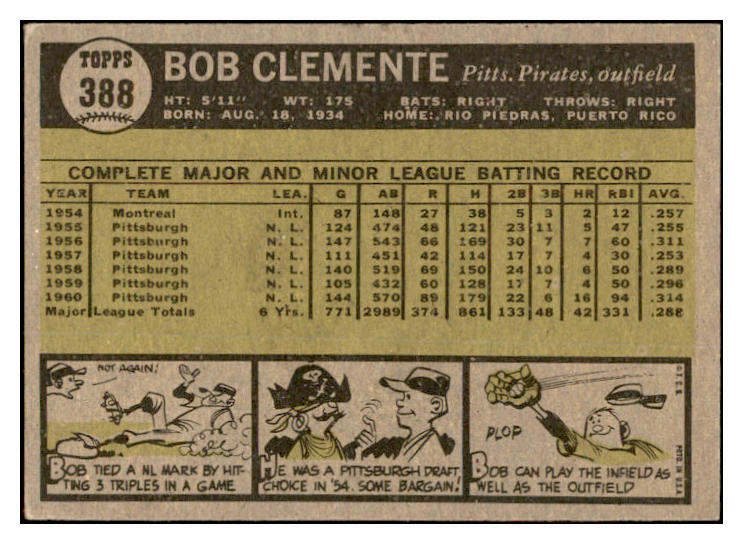 TOPPS
388
BOB CLEMENTE Pitts. Pirates, outfield
HT: 5'11" WT: 175 BATS: RIGHT THROWS: RIGHT
BORN: AUG. 18, 1934 HOME: RIO PIEDRAS, PUERTO RICO
COMPLETE MAJOR AND MINOR LEAGUE BATTING RECORD
YEAR TEAM LEA. G AB R H 2B 3B HR RBI AVG.
1954 Montreal Int. 87 148 27 38 5 3 2 12 .257
1955 Pittsburgh N. L. 124 474 48 121 23 11 5 47 .255
1956 Pittsburgh N. L. 147 543 66 169 30 7 7 60 .311
1957 Pittsburgh N. L. 111 451 42 114 17 7 4 30 .253
1958 Pittsburgh N. L. 140 519 69 150 24 10 6 50 .289
1959 Pittsburgh N. L. 105 432 60 128 17 7 4 50 .296
1960 Pittsburgh N. L. 144 570 89 179 22 6 16 94 .314
Major League Totals 6 Yrs. 771 2989 374 861 133 48 42 331 .288
NOT AGAIN!
BOB TIED A NL MARK BY HIT-
TING 3 TRIPLES IN A GAME
HE WAS A PITTSBURGH DRAFT
CHOICE IN '54. SOME BARGAIN!
PLOP
BOB CAN PLAY THE INFIELD AS
WELL AS THE OUTFIELD
© T.C.G.
PRTD. IN U.S.A.